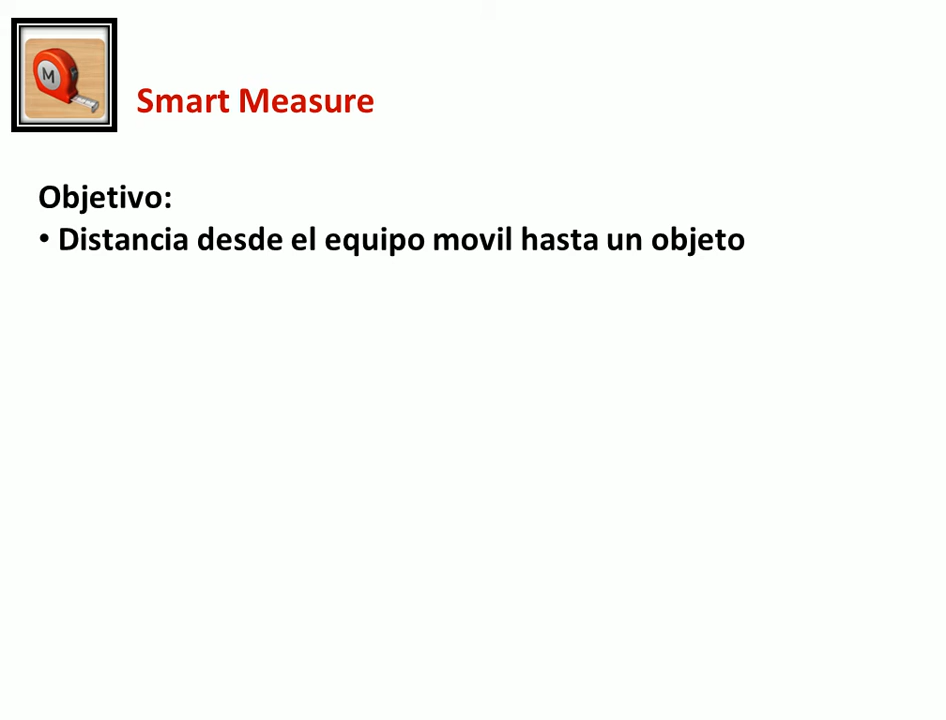 M
Smart Measure
Objetivo:
• Distancia desde el equipo movil hasta un objeto